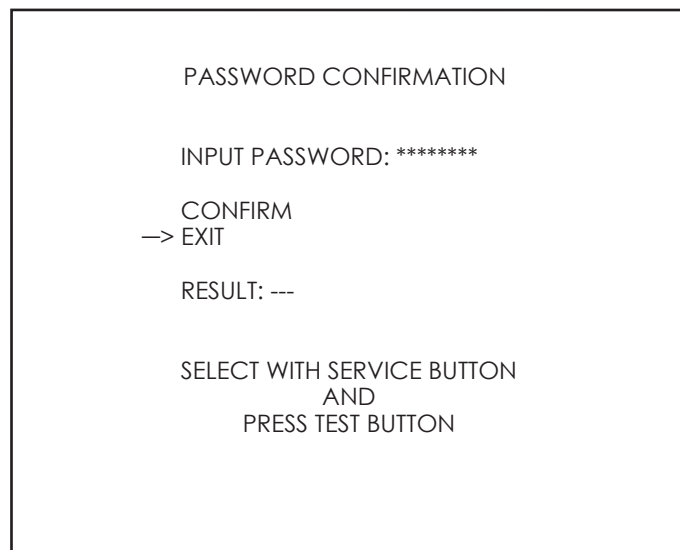 PASSWORD CONFIRMATION
INPUT PASSWORD: ********
CONFIRM
—> EXIT
RESULT: ---
SELECT WITH SERVICE BUTTON
AND
PRESS TEST BUTTON